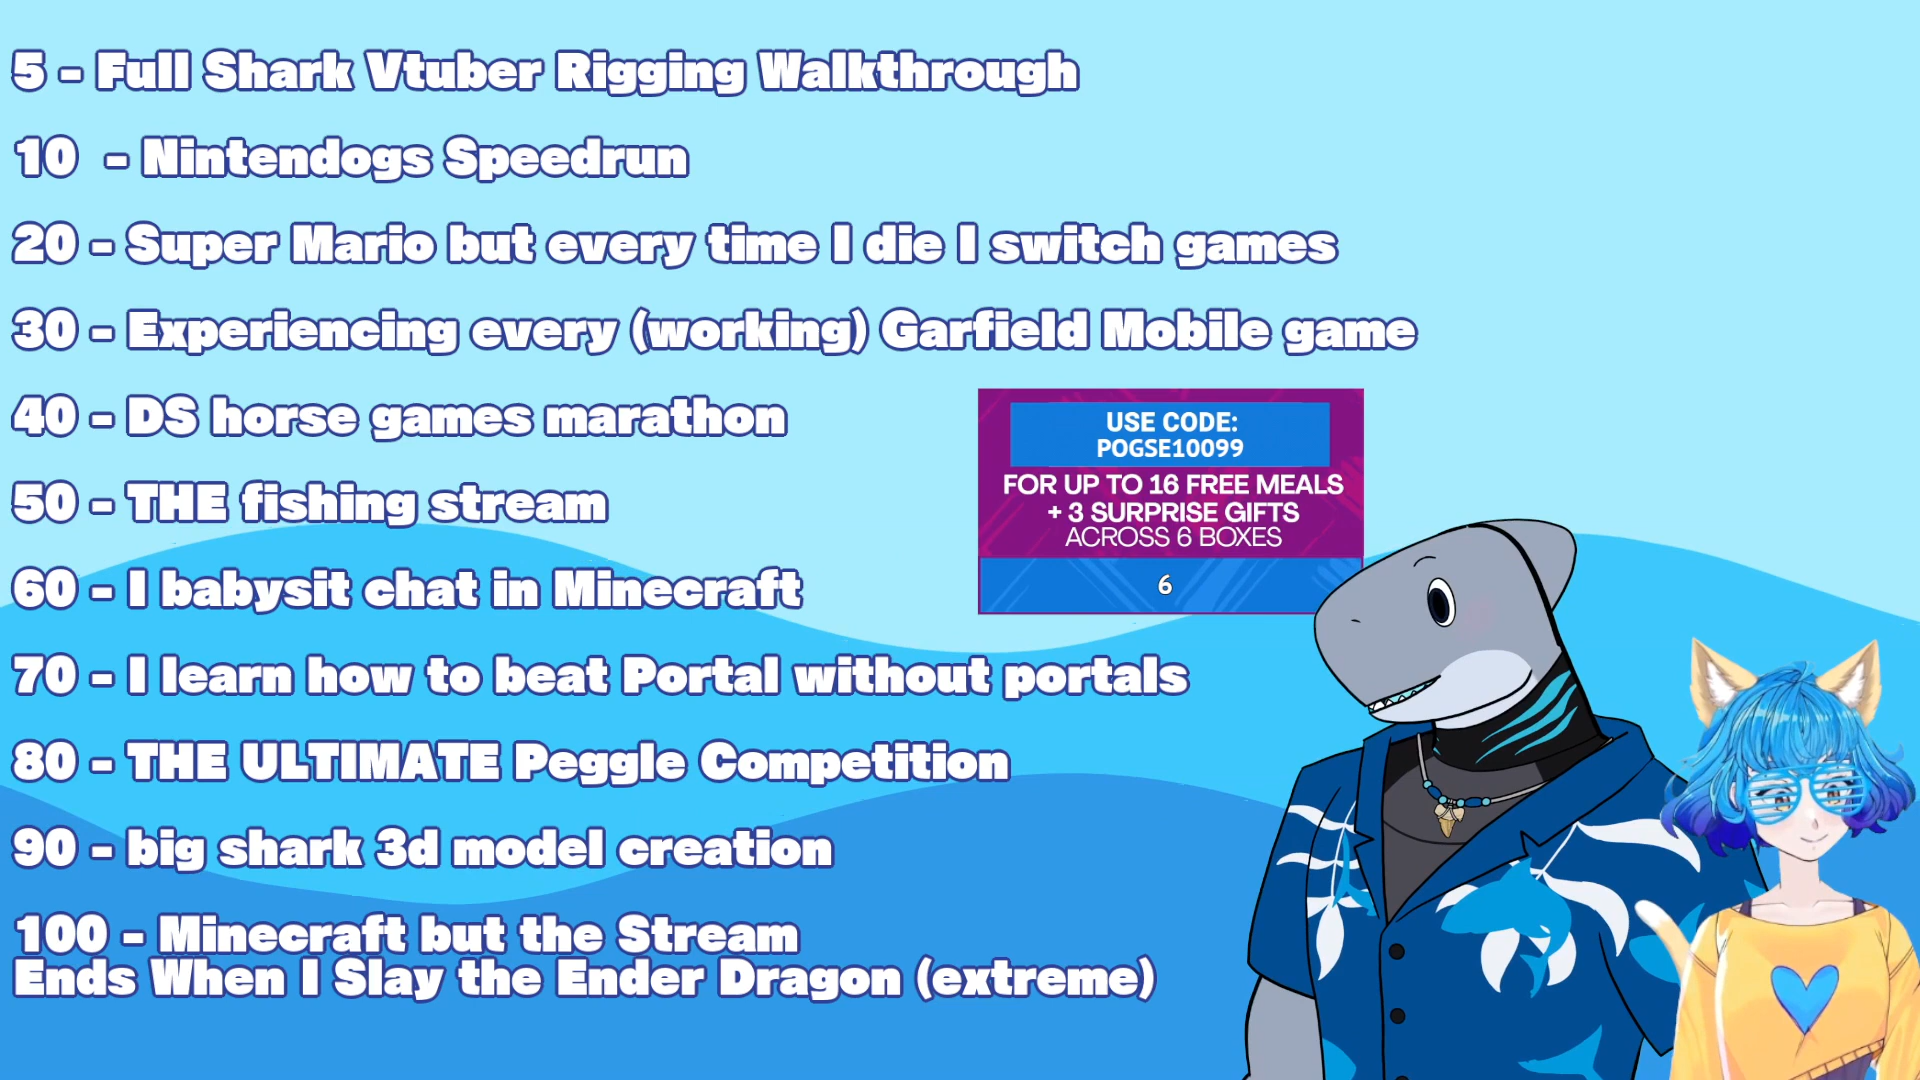 5 - Full Shark Vtuber Rigging Walkthrough
10 - Nintendogs Speedrun
20 - Super Mario but every time I die I switch games
30 - Experiencing every (working) Garfield Mobile game
40 - DS horse games marathon
50 - THE fishing stream
60 - I babysit chat in Minecraft
70 - I learn how to beat Portal without portals
80 - THE ULTIMATE Peggle Competition
90 - big shark 3d model creation
100 - Minecraft but the Stream
Ends When I Slay the Ender Dragon (extreme)
USE CODE:
POGSE10099
FOR UP TO 16 FREE MEALS
+ 3 SURPRISE GIFTS
ACROSS 6 BOXES
6